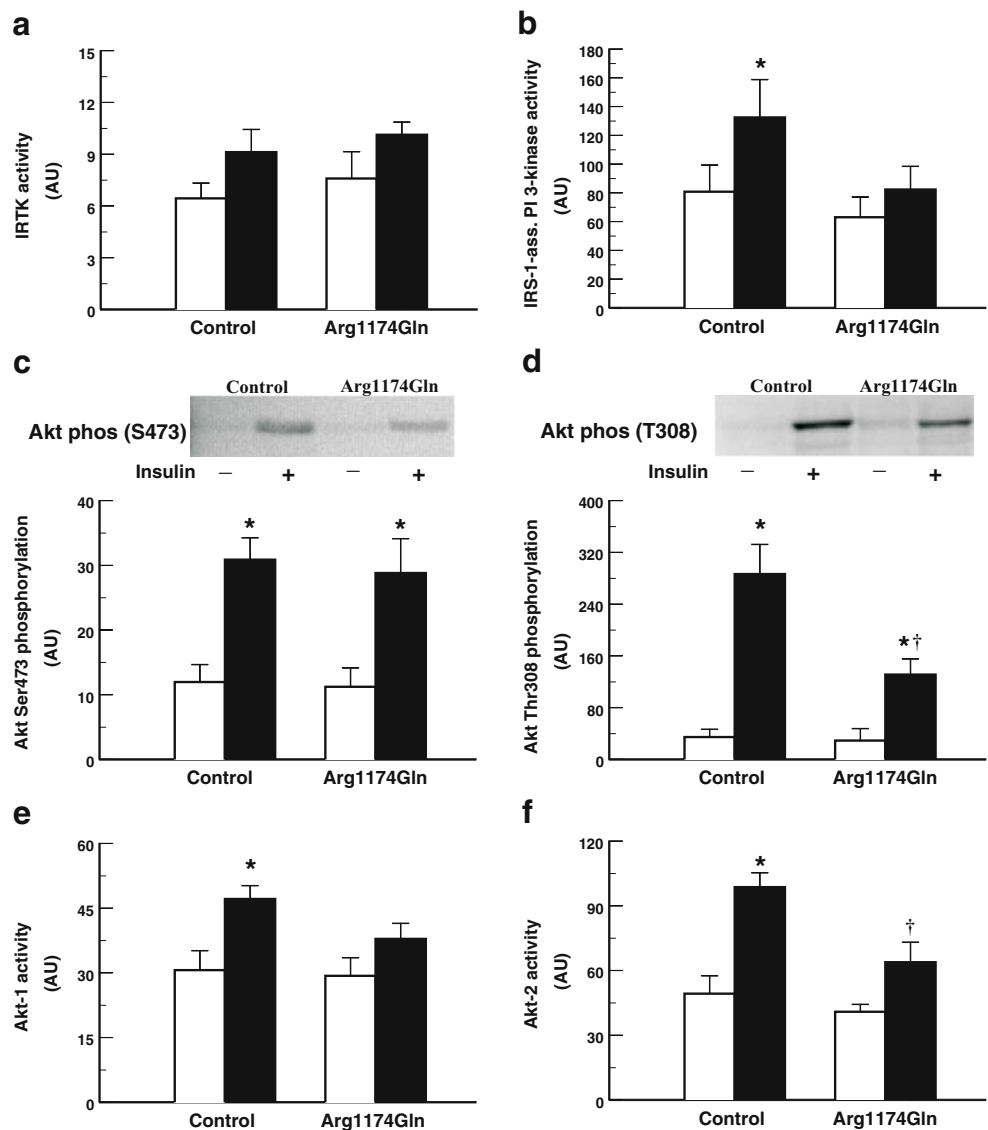 a
15
12
9
6
3
0
IRTK activity
(AU)
Control
Arg1174Gln
b
180
160
140
120
100
80
60
40
20
0
IRS-1-ass. PI 3-kinase activity
(AU)
*
Control
Arg1174Gln
c
Control
Arg1174Gln
Akt phos (S473)
Insulin − + − +
40
30
20
10
0
Akt Ser473 phosphorylation
(AU)
*
*
Control
Arg1174Gln
d
Control
Arg1174Gln
Akt phos (T308)
Insulin − + − +
400
320
240
160
80
0
Akt Thr308 phosphorylation
(AU)
*
*†
Control
Arg1174Gln
e
60
45
30
15
0
Akt-1 activity
(AU)
*
Control
Arg1174Gln
f
120
90
60
30
0
Akt-2 activity
(AU)
*
†
Control
Arg1174Gln